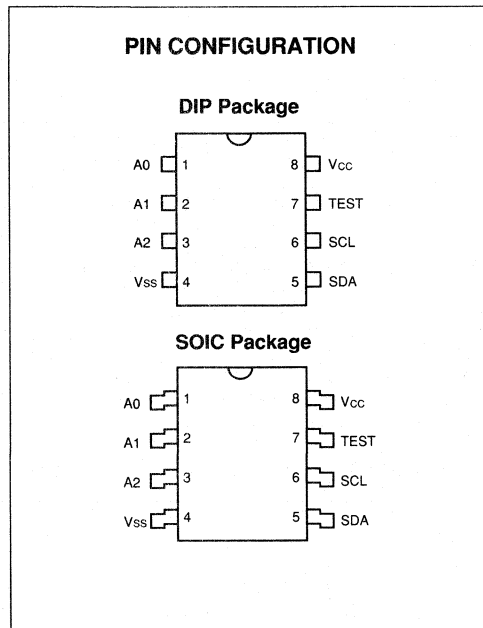 PIN CONFIGURATION
DIP Package
A0 1 8 Vcc
A1 2 7 TEST
A2 3 6 SCL
Vss 4 5 SDA
SOIC Package
A0 1 8 Vcc
A1 2 7 TEST
A2 3 6 SCL
Vss 4 5 SDA